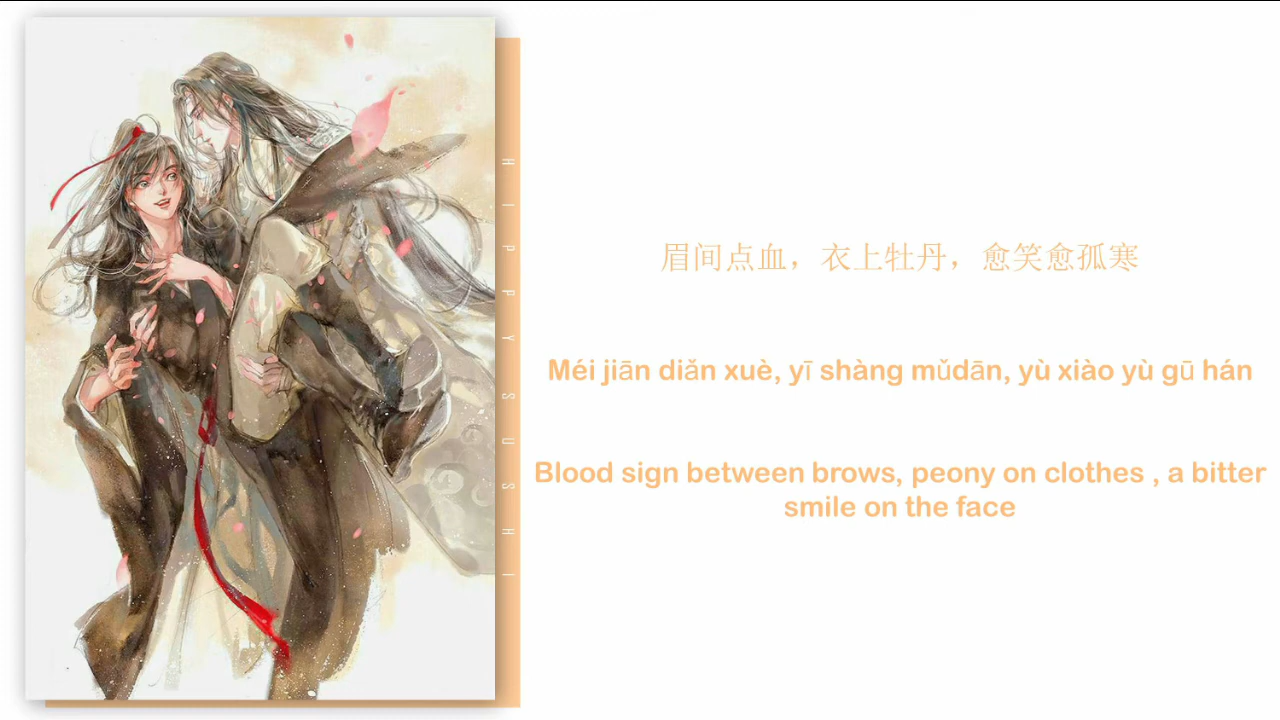 HIPPYSUSHI
眉间点血，衣上牡丹，愈笑愈孤寒
Méi jiān diǎn xuè, yī shàng mǔdān, yù xiào yù gū hán
Blood sign between brows, peony on clothes , a bitter
smile on the face